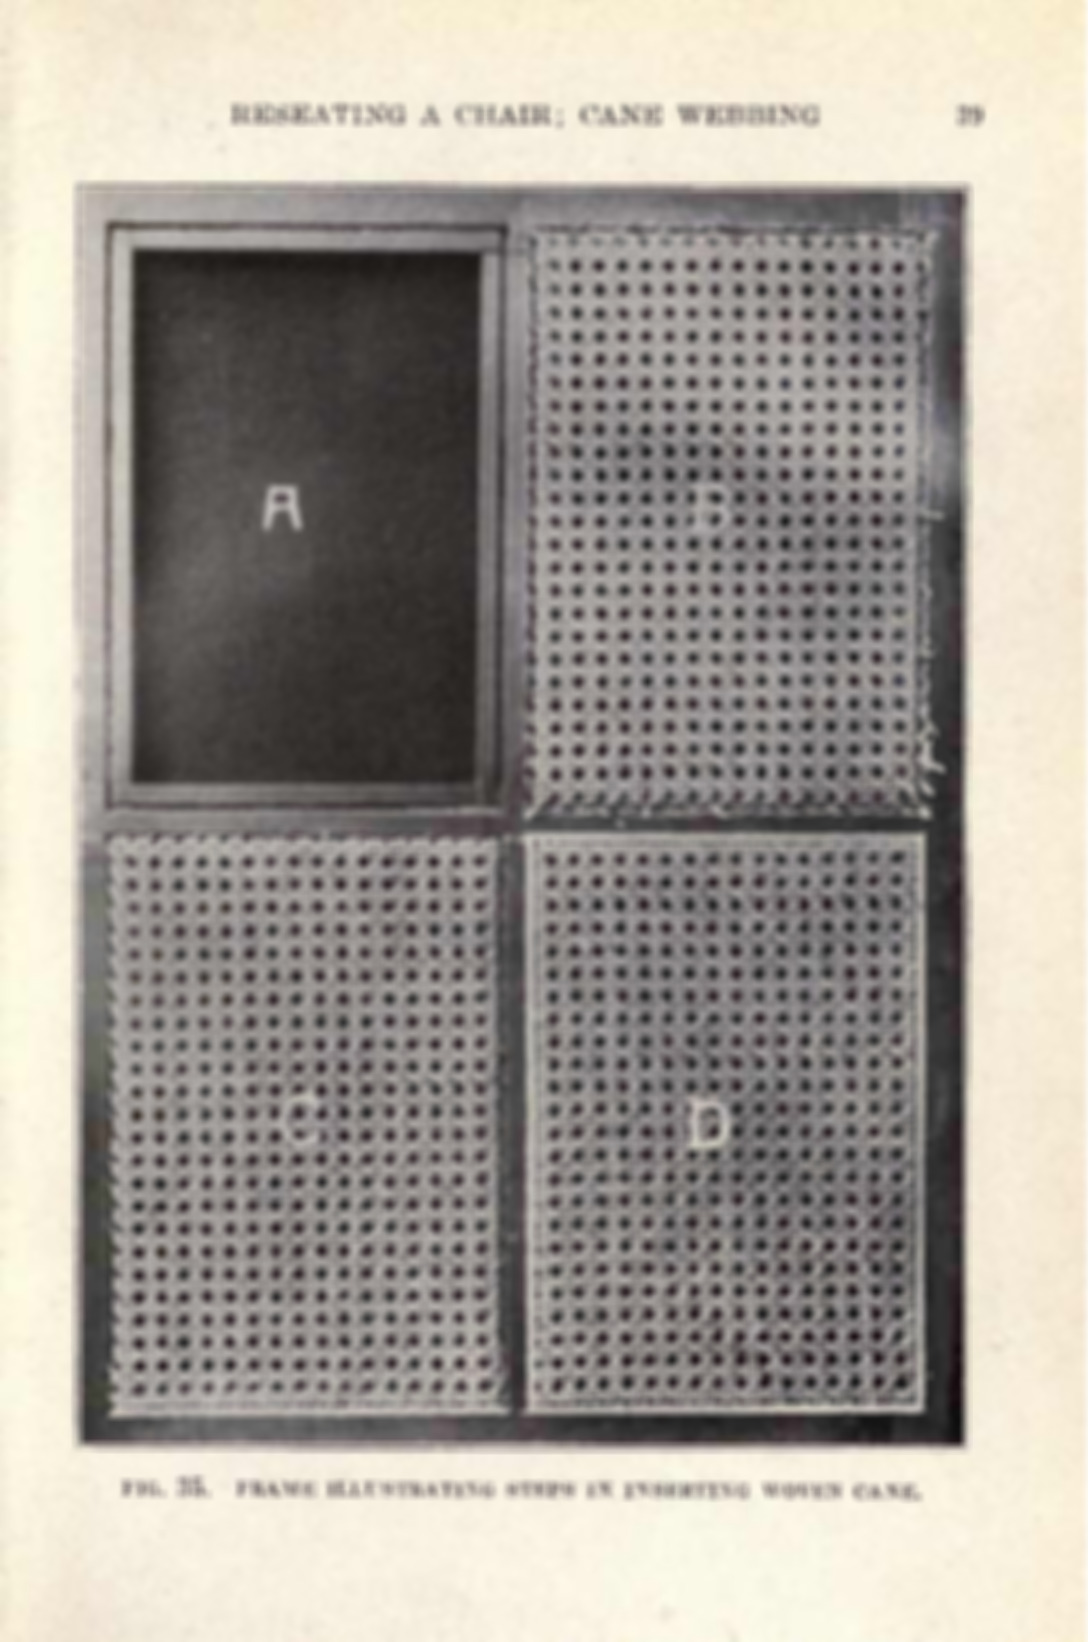 RESEATING A CHAIR; CANE WEBBING 39
A
B
C
D
FIG. 35. FRAME ILLUSTRATING STEPS IN INSERTING WOVEN CANE.